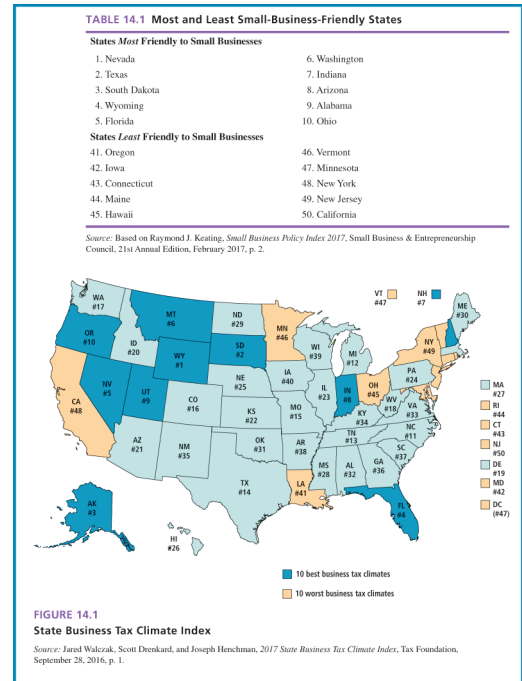 TABLE 14.1 Most and Least Small-Business-Friendly States
States Most Friendly to Small Businesses
1. Nevada
2. Texas
3. South Dakota
4. Wyoming
5. Florida
6. Washington
7. Indiana
8. Arizona
9. Alabama
10. Ohio
States Least Friendly to Small Businesses
41. Oregon
42. Iowa
43. Connecticut
44. Maine
45. Hawaii
46. Vermont
47. Minnesota
48. New York
49. New Jersey
50. California
Source: Based on Raymond J. Keating, Small Business Policy Index 2017, Small Business & Entrepreneurship
Council, 21st Annual Edition, February 2017, p. 2.
WA
#17
MT
#6
ND
#29
MN
#46
VT
#47
NH
#7
ME
#30
OR
#10
ID
#20
WY
#1
SD
#2
WI
#39
MI
#12
NY
#49
CA
#48
NV
#5
UT
#9
CO
#16
NE
#25
IA
#40
IL
#23
IN
#8
OH
#45
PA
#24
WV
#18
VA
#33
KS
#22
MO
#15
KY
#34
NC
#11
TN
#13
SC
#37
AZ
#21
NM
#35
OK
#31
AR
#38
MS
#28
AL
#32
GA
#36
TX
#14
LA
#41
FL
#4
AK
#3
HI
#26
MA
#27
RI
#44
CT
#43
NJ
#50
DE
#19
MD
#42
DC
(#47)
10 best business tax climates
10 worst business tax climates
FIGURE 14.1
State Business Tax Climate Index
Source: Jared Walczak, Scott Drenkard, and Joseph Henchman, 2017 State Business Tax Climate Index, Tax Foundation,
September 28, 2016, p. 1.